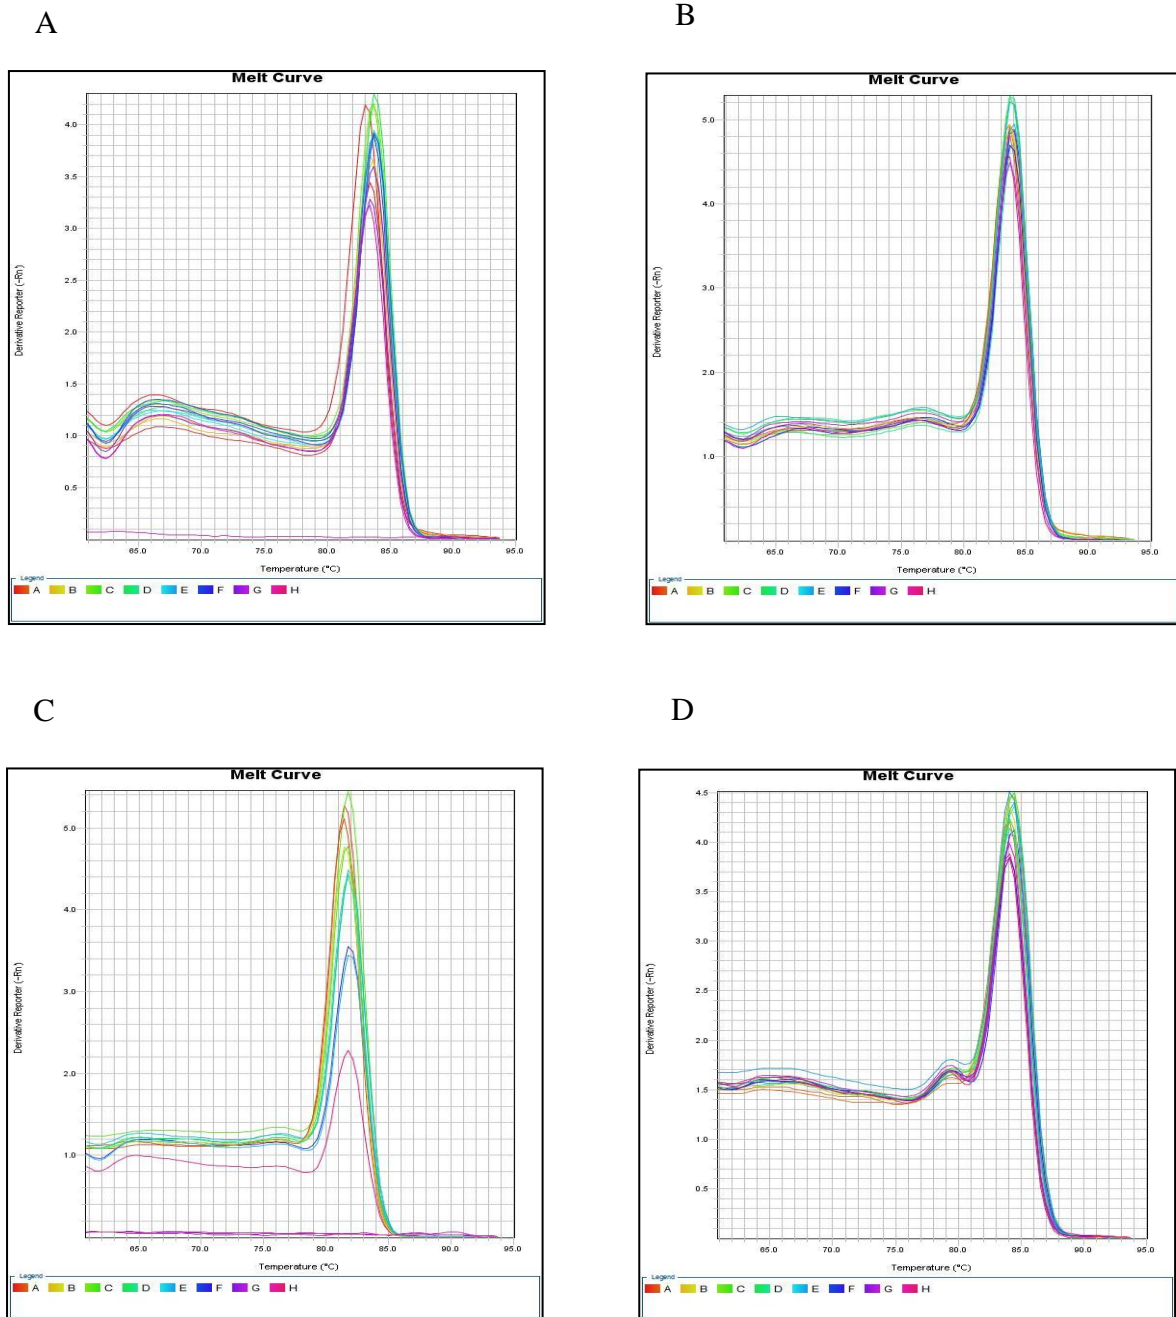 A
B
Melt Curve
4.0
3.5
3.0
2.5
2.0
1.5
1.0
0.5
Derivative Reporter (-Rn')
65.0 70.0 75.0 80.0 85.0 90.0 95.0
Temperature (°C)
Legend
A B C D E F G H
Melt Curve
5.0
4.0
3.0
2.0
1.0
Derivative Reporter (-Rn')
65.0 70.0 75.0 80.0 85.0 90.0 95.0
Temperature (°C)
Legend
A B C D E F G H
C
D
Melt Curve
5.0
4.0
3.0
2.0
1.0
Derivative Reporter (-Rn')
65.0 70.0 75.0 80.0 85.0 90.0 95.0
Temperature (°C)
Legend
A B C D E F G H
Melt Curve
4.5
4.0
3.5
3.0
2.5
2.0
1.5
1.0
0.5
Derivative Reporter (-Rn')
65.0 70.0 75.0 80.0 85.0 90.0 95.0
Temperature (°C)
Legend
A B C D E F G H